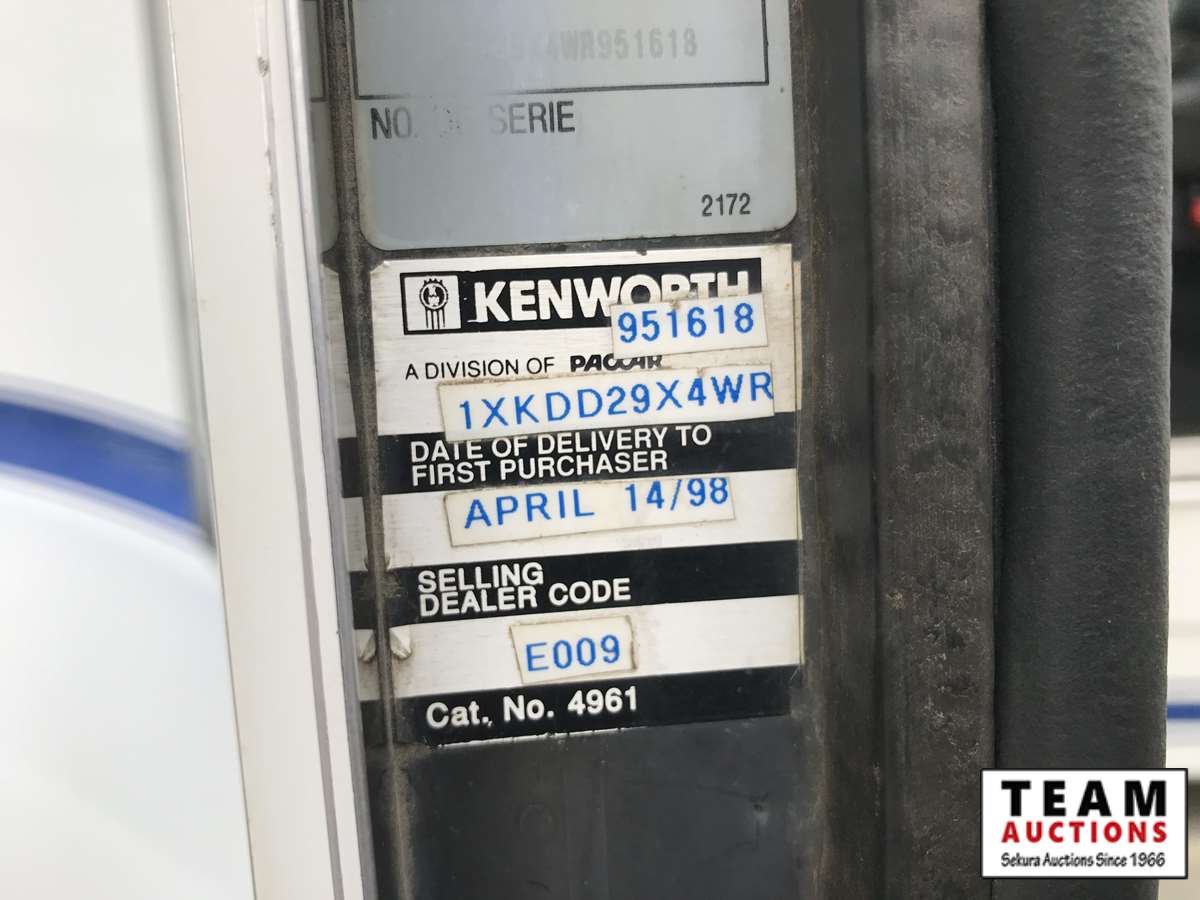 4WR951618
NO. SERIE
2172
KENWORTH
951618
A DIVISION OF PACCAR
1XKDD29X4WR
DATE OF DELIVERY TO
FIRST PURCHASER
APRIL 14/98
SELLING
DEALER CODE
E009
Cat. No. 4961
TEAM
AUCTIONS
Sekura Auctions Since 1966